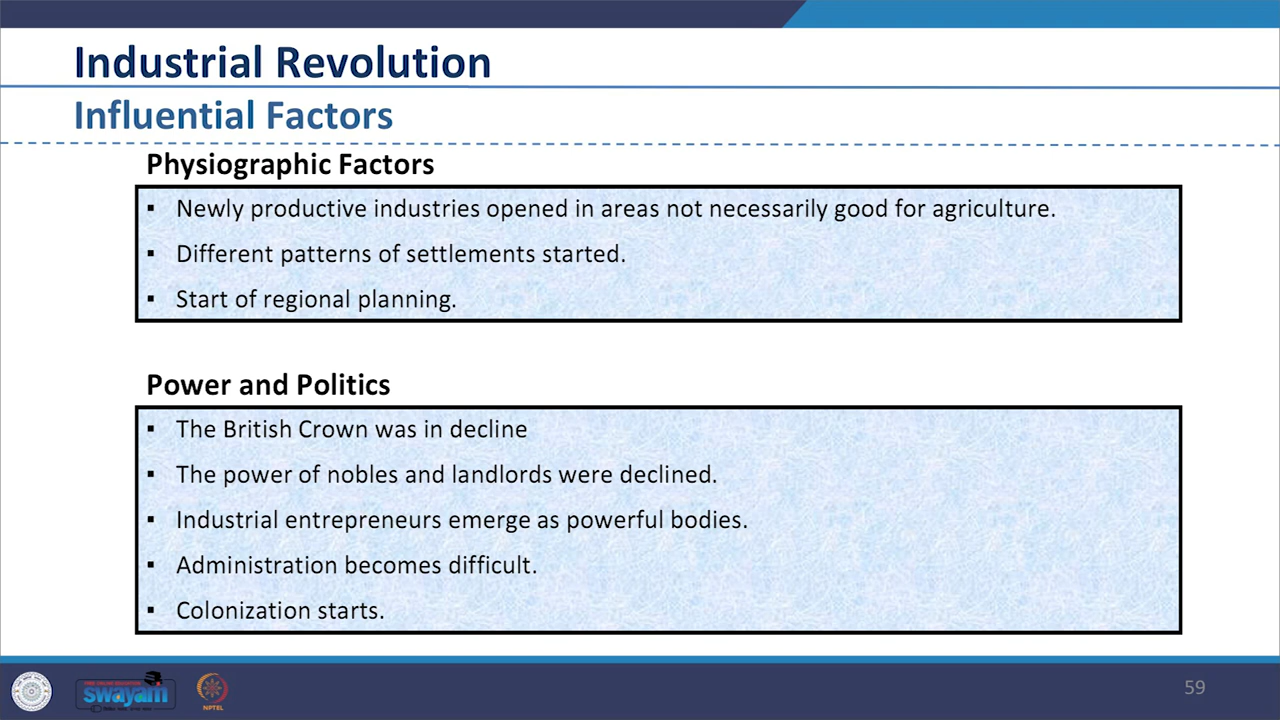 Industrial Revolution
Influential Factors
Physiographic Factors
▪ Newly productive industries opened in areas not necessarily good for agriculture.
▪ Different patterns of settlements started.
▪ Start of regional planning.
Power and Politics
▪ The British Crown was in decline
▪ The power of nobles and landlords were declined.
▪ Industrial entrepreneurs emerge as powerful bodies.
▪ Administration becomes difficult.
▪ Colonization starts.
swayam
NPTEL
59